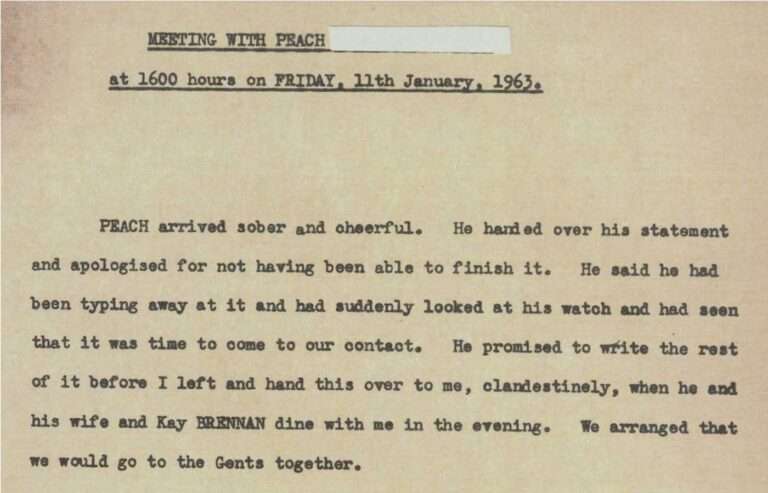 MEETING WITH PEACH
at 1600 hours on FRIDAY, 11th January, 1963.
PEACH arrived sober and cheerful. He handed over his statement
and apologised for not having been able to finish it. He said he had
been typing away at it and had suddenly looked at his watch and had seen
that it was time to come to our contact. He promised to write the rest
of it before I left and hand this over to me, clandestinely, when he and
his wife and Kay BRENNAN dine with me in the evening. We arranged that
we would go to the Gents together.